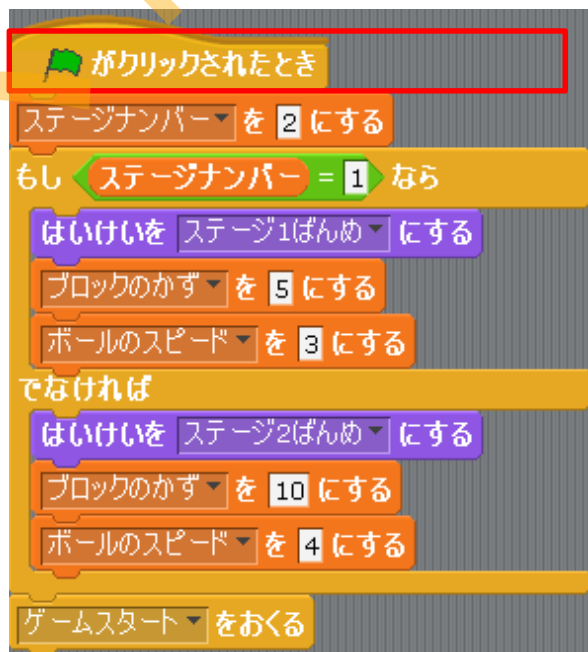 がクリックされたとき
ステージナンバー を 2 にする
もし ステージナンバー = 1 なら
はいけいを ステージ1ばんめ にする
ブロックのかず を 5 にする
ボールのスピード を 3 にする
でなければ
はいけいを ステージ2ばんめ にする
ブロックのかず を 10 にする
ボールのスピード を 4 にする
ゲームスタート をおくる